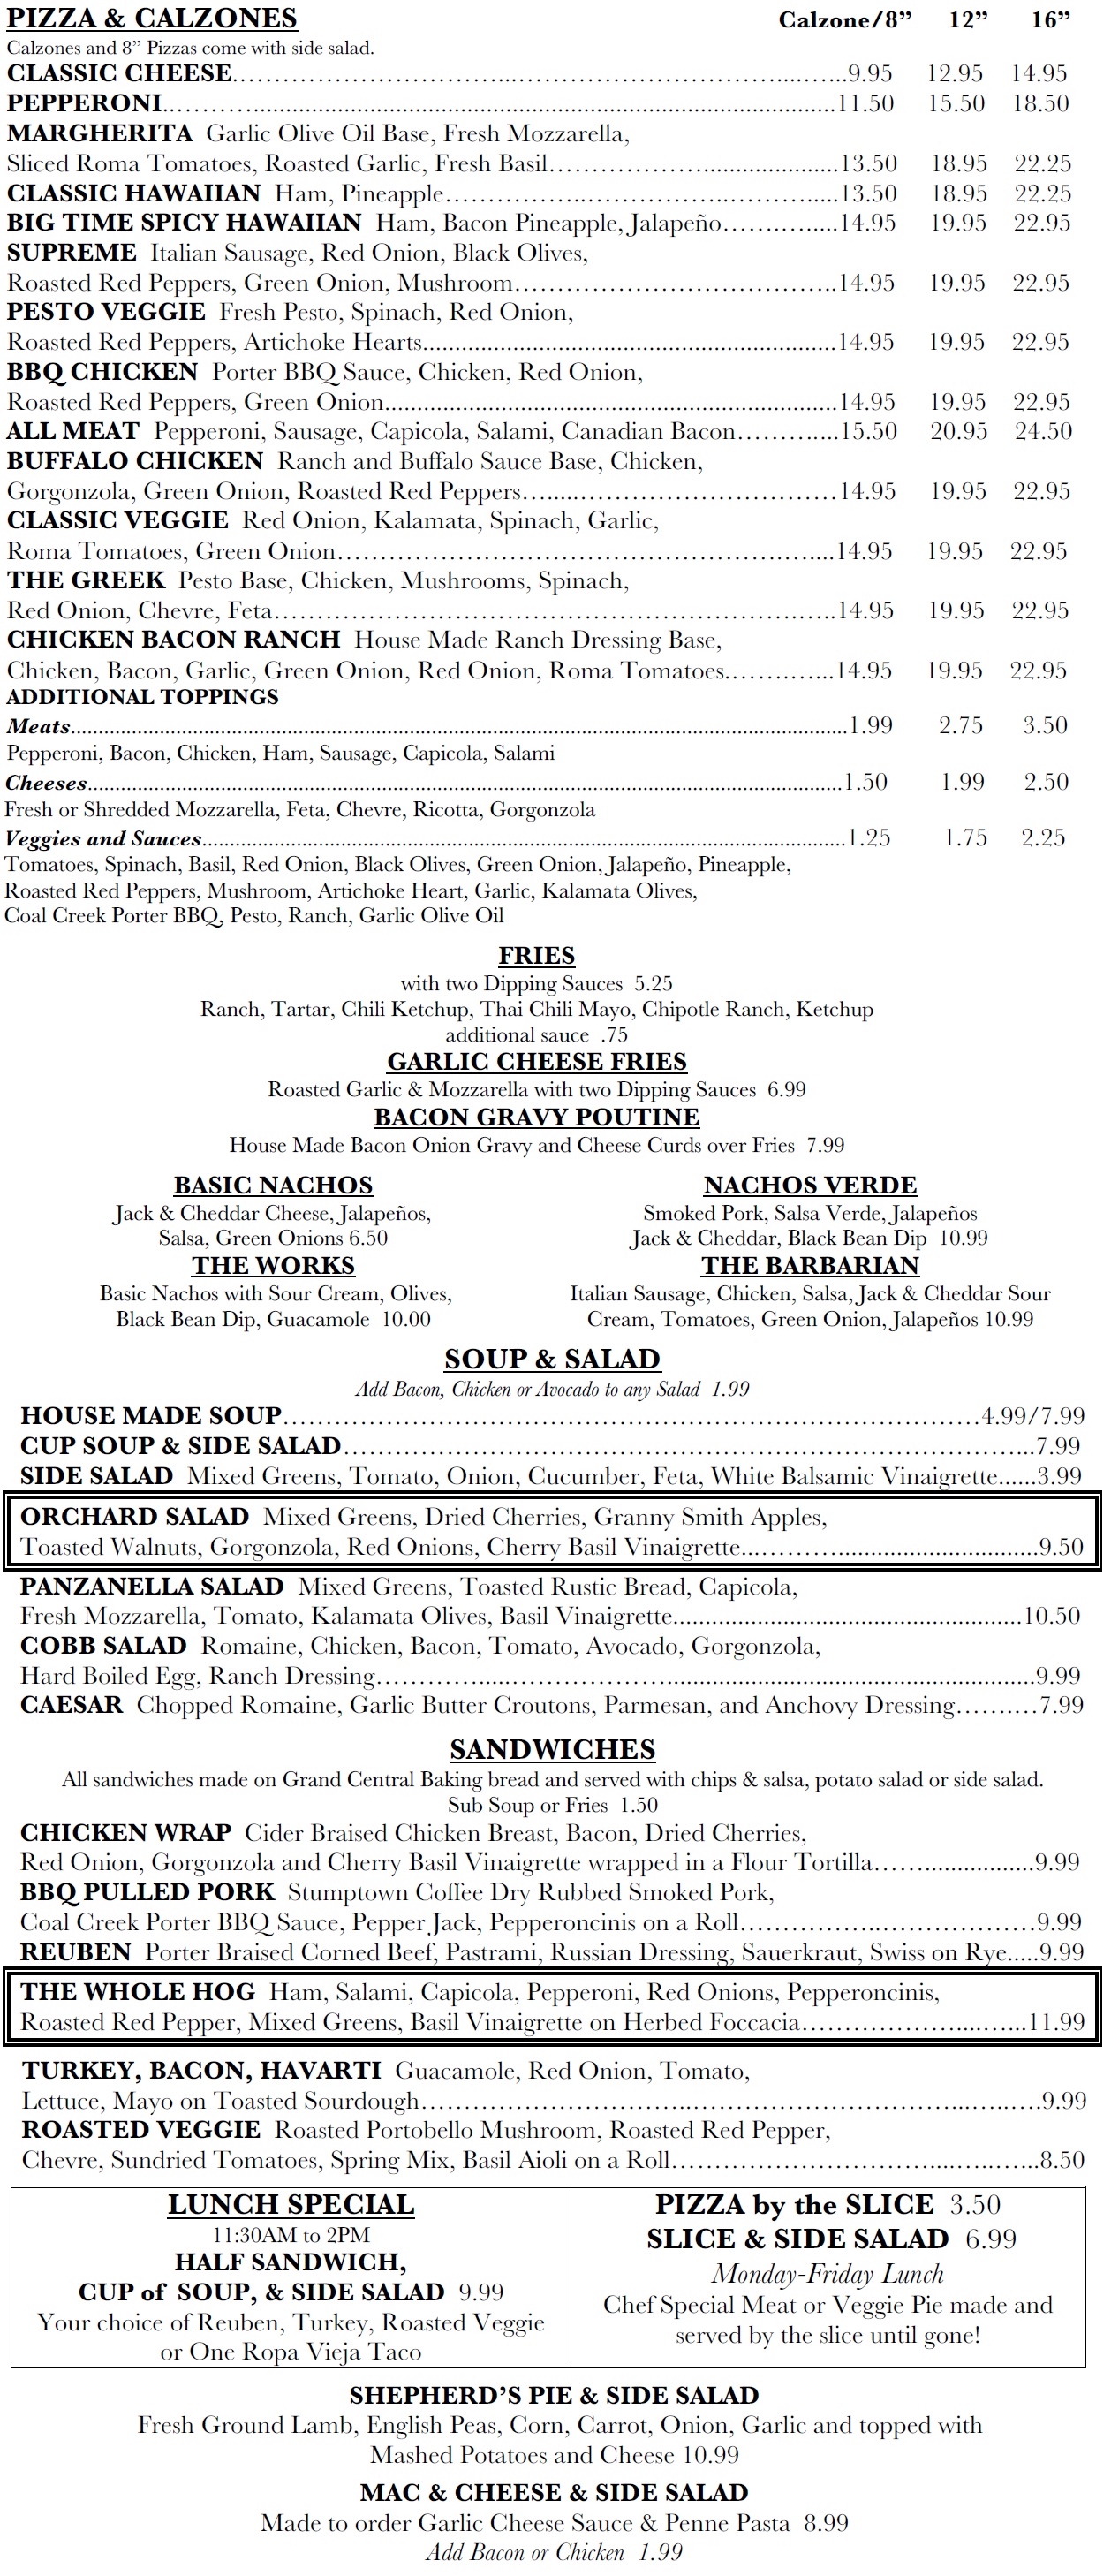 PIZZA & CALZONES Calzone/8” 12” 16”
Calzones and 8” Pizzas come with side salad.
CLASSIC CHEESE 9.95 12.95 14.95
PEPPERONI 11.50 15.50 18.50
MARGHERITA Garlic Olive Oil Base, Fresh Mozzarella,
Sliced Roma Tomatoes, Roasted Garlic, Fresh Basil 13.50 18.95 22.25
CLASSIC HAWAIIAN Ham, Pineapple 13.50 18.95 22.25
BIG TIME SPICY HAWAIIAN Ham, Bacon Pineapple, Jalapeño 14.95 19.95 22.95
SUPREME Italian Sausage, Red Onion, Black Olives,
Roasted Red Peppers, Green Onion, Mushroom 14.95 19.95 22.95
PESTO VEGGIE Fresh Pesto, Spinach, Red Onion,
Roasted Red Peppers, Artichoke Hearts 14.95 19.95 22.95
BBQ CHICKEN Porter BBQ Sauce, Chicken, Red Onion,
Roasted Red Peppers, Green Onion 14.95 19.95 22.95
ALL MEAT Pepperoni, Sausage, Capicola, Salami, Canadian Bacon 15.50 20.95 24.50
BUFFALO CHICKEN Ranch and Buffalo Sauce Base, Chicken,
Gorgonzola, Green Onion, Roasted Red Peppers 14.95 19.95 22.95
CLASSIC VEGGIE Red Onion, Kalamata, Spinach, Garlic,
Roma Tomatoes, Green Onion 14.95 19.95 22.95
THE GREEK Pesto Base, Chicken, Mushrooms, Spinach,
Red Onion, Chevre, Feta 14.95 19.95 22.95
CHICKEN BACON RANCH House Made Ranch Dressing Base,
Chicken, Bacon, Garlic, Green Onion, Red Onion, Roma Tomatoes 14.95 19.95 22.95
ADDITIONAL TOPPINGS
Meats 1.99 2.75 3.50
Pepperoni, Bacon, Chicken, Ham, Sausage, Capicola, Salami
Cheeses 1.50 1.99 2.50
Fresh or Shredded Mozzarella, Feta, Chevre, Ricotta, Gorgonzola
Veggies and Sauces 1.25 1.75 2.25
Tomatoes, Spinach, Basil, Red Onion, Black Olives, Green Onion, Jalapeño, Pineapple,
Roasted Red Peppers, Mushroom, Artichoke Heart, Garlic, Kalamata Olives,
Coal Creek Porter BBQ, Pesto, Ranch, Garlic Olive Oil
FRIES
with two Dipping Sauces 5.25
Ranch, Tartar, Chili Ketchup, Thai Chili Mayo, Chipotle Ranch, Ketchup
additional sauce .75
GARLIC CHEESE FRIES
Roasted Garlic & Mozzarella with two Dipping Sauces 6.99
BACON GRAVY POUTINE
House Made Bacon Onion Gravy and Cheese Curds over Fries 7.99
BASIC NACHOS
Jack & Cheddar Cheese, Jalapeños,
Salsa, Green Onions 6.50
THE WORKS
Basic Nachos with Sour Cream, Olives,
Black Bean Dip, Guacamole 10.00
NACHOS VERDE
Smoked Pork, Salsa Verde, Jalapeños
Jack & Cheddar, Black Bean Dip 10.99
THE BARBARIAN
Italian Sausage, Chicken, Salsa, Jack & Cheddar Sour
Cream, Tomatoes, Green Onion, Jalapeños 10.99
SOUP & SALAD
Add Bacon, Chicken or Avocado to any Salad 1.99
HOUSE MADE SOUP 4.99/7.99
CUP SOUP & SIDE SALAD 7.99
SIDE SALAD Mixed Greens, Tomato, Onion, Cucumber, Feta, White Balsamic Vinaigrette 3.99
ORCHARD SALAD Mixed Greens, Dried Cherries, Granny Smith Apples,
Toasted Walnuts, Gorgonzola, Red Onions, Cherry Basil Vinaigrette 9.50
PANZANELLA SALAD Mixed Greens, Toasted Rustic Bread, Capicola,
Fresh Mozzarella, Tomato, Kalamata Olives, Basil Vinaigrette 10.50
COBB SALAD Romaine, Chicken, Bacon, Tomato, Avocado, Gorgonzola,
Hard Boiled Egg, Ranch Dressing 9.99
CAESAR Chopped Romaine, Garlic Butter Croutons, Parmesan, and Anchovy Dressing 7.99
SANDWICHES
All sandwiches made on Grand Central Baking bread and served with chips & salsa, potato salad or side salad.
Sub Soup or Fries 1.50
CHICKEN WRAP Cider Braised Chicken Breast, Bacon, Dried Cherries,
Red Onion, Gorgonzola and Cherry Basil Vinaigrette wrapped in a Flour Tortilla 9.99
BBQ PULLED PORK Stumptown Coffee Dry Rubbed Smoked Pork,
Coal Creek Porter BBQ Sauce, Pepper Jack, Pepperoncinis on a Roll 9.99
REUBEN Porter Braised Corned Beef, Pastrami, Russian Dressing, Sauerkraut, Swiss on Rye 9.99
THE WHOLE HOG Ham, Salami, Capicola, Pepperoni, Red Onions, Pepperoncinis,
Roasted Red Pepper, Mixed Greens, Basil Vinaigrette on Herbed Foccacia 11.99
TURKEY, BACON, HAVARTI Guacamole, Red Onion, Tomato,
Lettuce, Mayo on Toasted Sourdough 9.99
ROASTED VEGGIE Roasted Portobello Mushroom, Roasted Red Pepper,
Chevre, Sundried Tomatoes, Spring Mix, Basil Aioli on a Roll 8.50
LUNCH SPECIAL
11:30AM to 2PM
HALF SANDWICH,
CUP of SOUP, & SIDE SALAD 9.99
Your choice of Reuben, Turkey, Roasted Veggie
or One Ropa Vieja Taco
PIZZA by the SLICE 3.50
SLICE & SIDE SALAD 6.99
Monday-Friday Lunch
Chef Special Meat or Veggie Pie made and
served by the slice until gone!
SHEPHERD’S PIE & SIDE SALAD
Fresh Ground Lamb, English Peas, Corn, Carrot, Onion, Garlic and topped with
Mashed Potatoes and Cheese 10.99
MAC & CHEESE & SIDE SALAD
Made to order Garlic Cheese Sauce & Penne Pasta 8.99
Add Bacon or Chicken 1.99